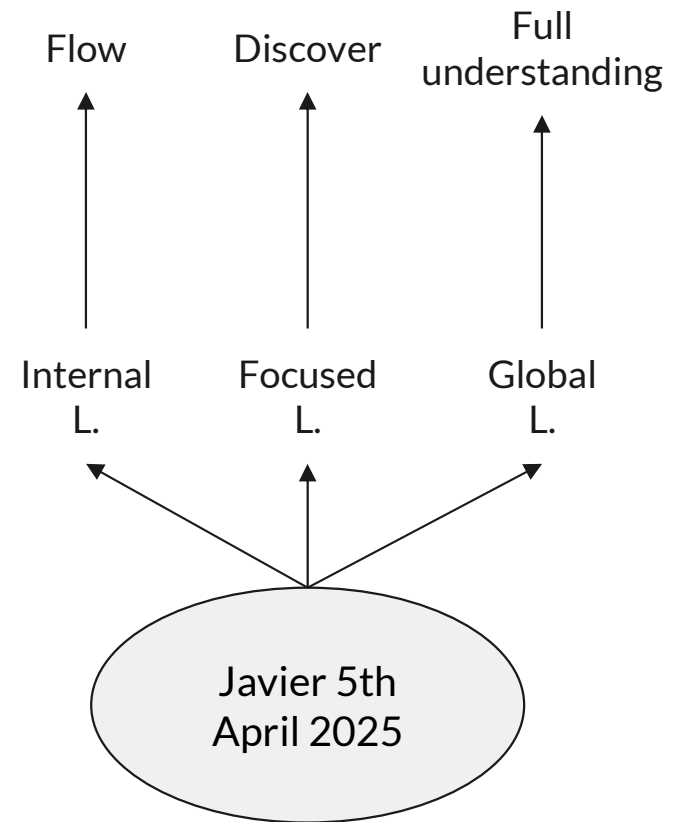 Flow
Discover
Full
understanding
Internal
L.
Focused
L.
Global
L.
Javier 5th
April 2025